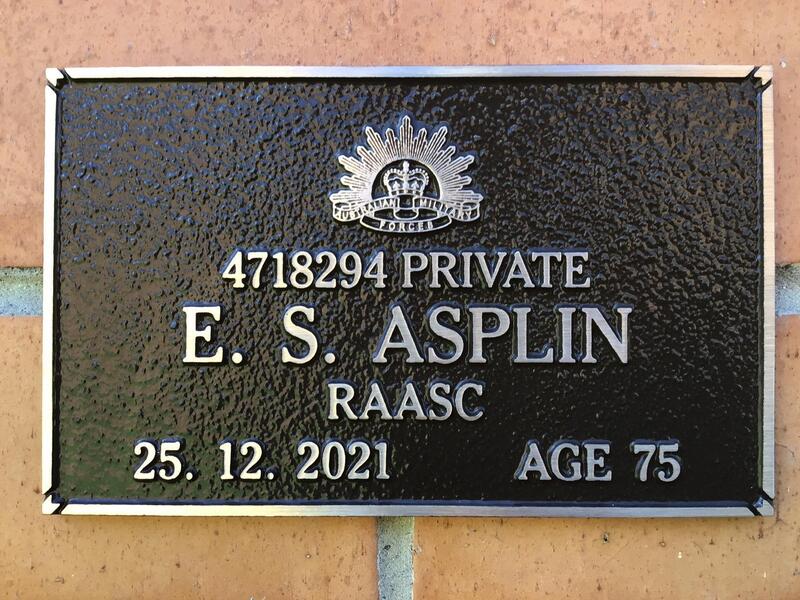 AUSTRALIAN MILITARY
FORCES
4718294 PRIVATE
E. S. ASPLIN
RAASC
25. 12. 2021 AGE 75